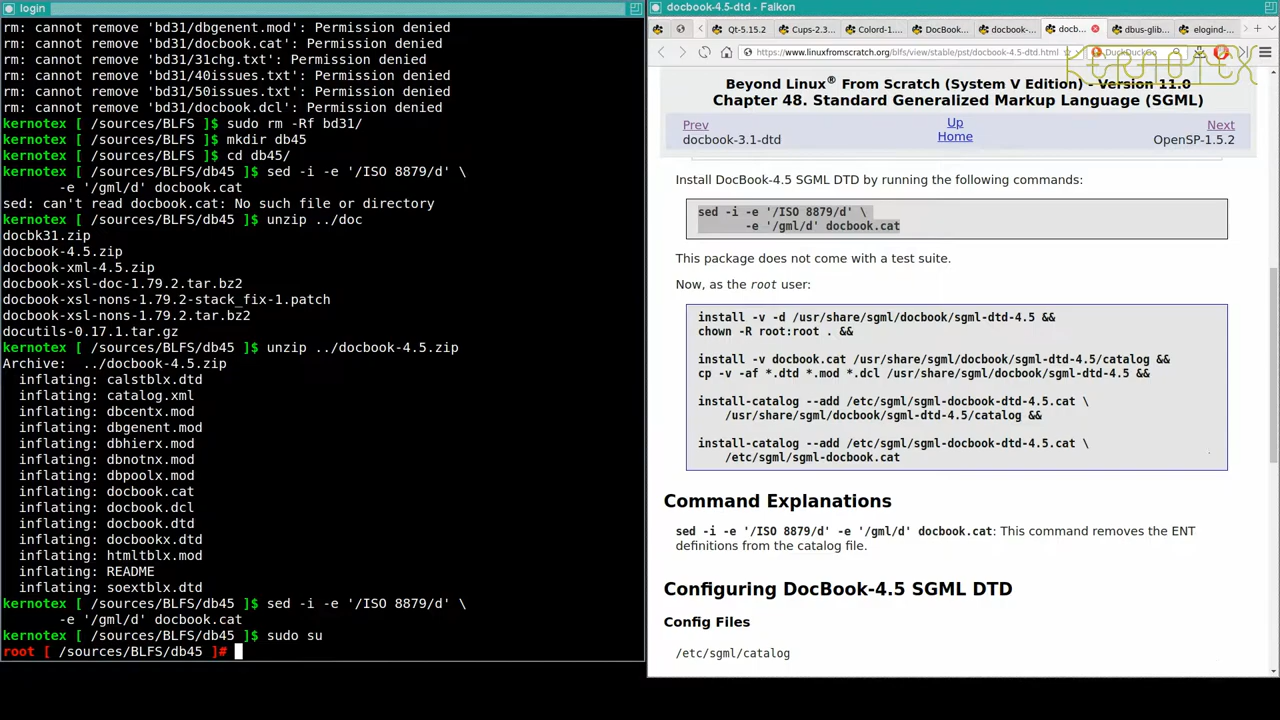 login
rm: cannot remove 'bd31/dbgenent.mod': Permission denied
rm: cannot remove 'bd31/docbook.cat': Permission denied
rm: cannot remove 'bd31/31chg.txt': Permission denied
rm: cannot remove 'bd31/40issues.txt': Permission denied
rm: cannot remove 'bd31/50issues.txt': Permission denied
rm: cannot remove 'bd31/docbook.dcl': Permission denied
kernotex [ /sources/BLFS ]$ sudo rm -Rf bd31/
kernotex [ /sources/BLFS ]$ mkdir db45
kernotex [ /sources/BLFS ]$ cd db45/
kernotex [ /sources/BLFS/db45 ]$ sed -i -e '/ISO 8879/d' \
-e '/gml/d' docbook.cat
sed: can't read docbook.cat: No such file or directory
kernotex [ /sources/BLFS/db45 ]$ unzip ../doc
docbk31.zip
docbook-4.5.zip
docbook-xml-4.5.zip
docbook-xsl-doc-1.79.2.tar.bz2
docbook-xsl-nons-1.79.2-stack_fix-1.patch
docbook-xsl-nons-1.79.2.tar.bz2
docutils-0.17.1.tar.gz
kernotex [ /sources/BLFS/db45 ]$ unzip ../docbook-4.5.zip
Archive:  ../docbook-4.5.zip
inflating: calstblx.dtd
inflating: catalog.xml
inflating: dbcentx.mod
inflating: dbgenent.mod
inflating: dbhierx.mod
inflating: dbnotnx.mod
inflating: dbpoolx.mod
inflating: docbook.cat
inflating: docbook.dcl
inflating: docbook.dtd
inflating: docbookx.dtd
inflating: htmltblx.mod
inflating: README
inflating: soextblx.dtd
kernotex [ /sources/BLFS/db45 ]$ sed -i -e '/ISO 8879/d' \
-e '/gml/d' docbook.cat
kernotex [ /sources/BLFS/db45 ]$ sudo su
root [ /sources/BLFS/db45 ]#
docbook-4.5-dtd - Falkon
Qt-5.15.2
Cups-2.3...
Colord-1....
DocBook...
docbook-...
docb...
dbus-glib...
elogind-...
https://www.linuxfromscratch.org/blfs/view/stable/pst/docbook-4.5-dtd.html
DuckDuckGo
KERNOTEX
Beyond Linux® From Scratch (System V Edition) - Version 11.0
Chapter 48. Standard Generalized Markup Language (SGML)
Prev
Up
Next
docbook-3.1-dtd
Home
OpenSP-1.5.2
Install DocBook-4.5 SGML DTD by running the following commands:
sed -i -e '/ISO 8879/d' \
-e '/gml/d' docbook.cat
This package does not come with a test suite.
Now, as the root user:
install -v -d /usr/share/sgml/docbook/sgml-dtd-4.5 &&
chown -R root:root . &&
install -v docbook.cat /usr/share/sgml/docbook/sgml-dtd-4.5/catalog &&
cp -v -af *.dtd *.mod *.dcl /usr/share/sgml/docbook/sgml-dtd-4.5 &&
install-catalog --add /etc/sgml/sgml-docbook-dtd-4.5.cat \
/usr/share/sgml/docbook/sgml-dtd-4.5/catalog &&
install-catalog --add /etc/sgml/sgml-docbook-dtd-4.5.cat \
/etc/sgml/sgml-docbook.cat
Command Explanations
sed -i -e '/ISO 8879/d' -e '/gml/d' docbook.cat: This command removes the ENT
definitions from the catalog file.
Configuring DocBook-4.5 SGML DTD
Config Files
/etc/sgml/catalog